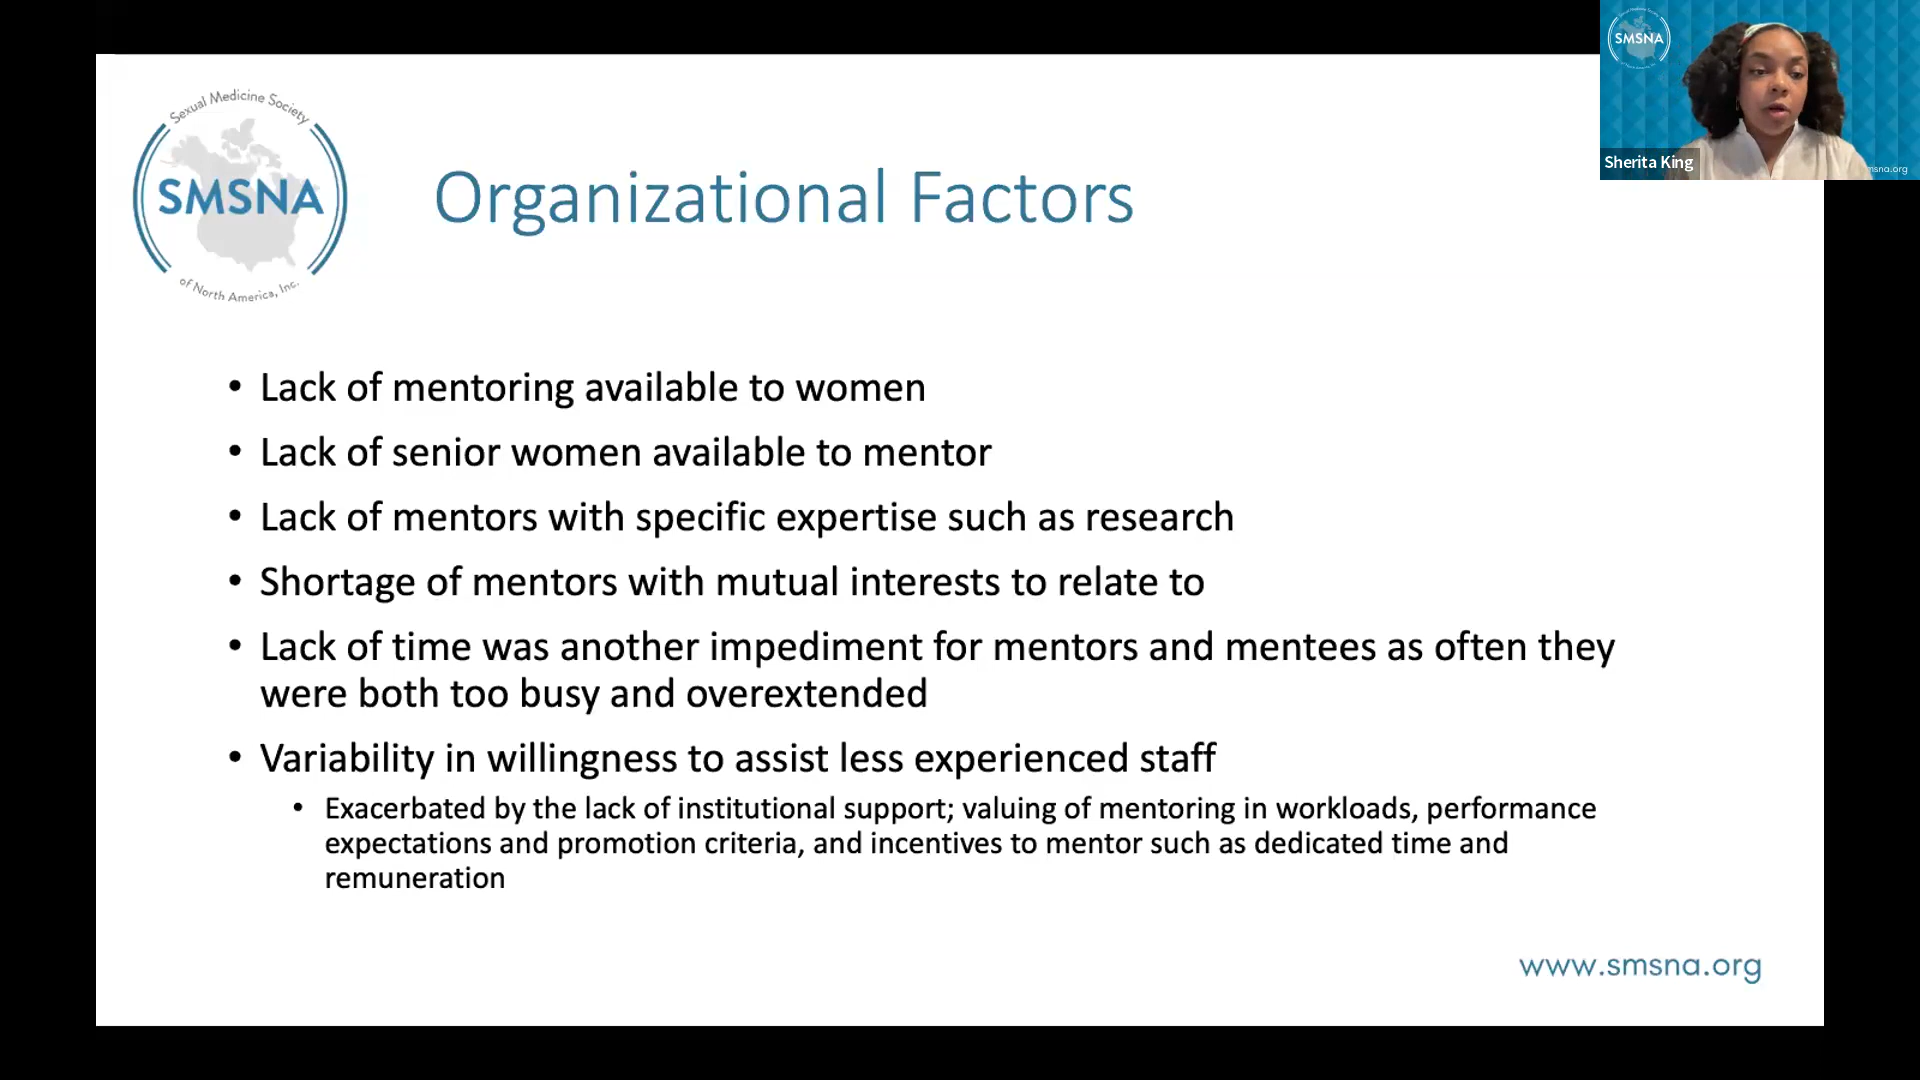 SMSNA
Sherita King
smsna.org
Sexual Medicine Society
SMSNA
of North America, Inc.
Organizational Factors
• Lack of mentoring available to women
• Lack of senior women available to mentor
• Lack of mentors with specific expertise such as research
• Shortage of mentors with mutual interests to relate to
• Lack of time was another impediment for mentors and mentees as often they
were both too busy and overextended
• Variability in willingness to assist less experienced staff
• Exacerbated by the lack of institutional support; valuing of mentoring in workloads, performance
expectations and promotion criteria, and incentives to mentor such as dedicated time and
remuneration
www.smsna.org